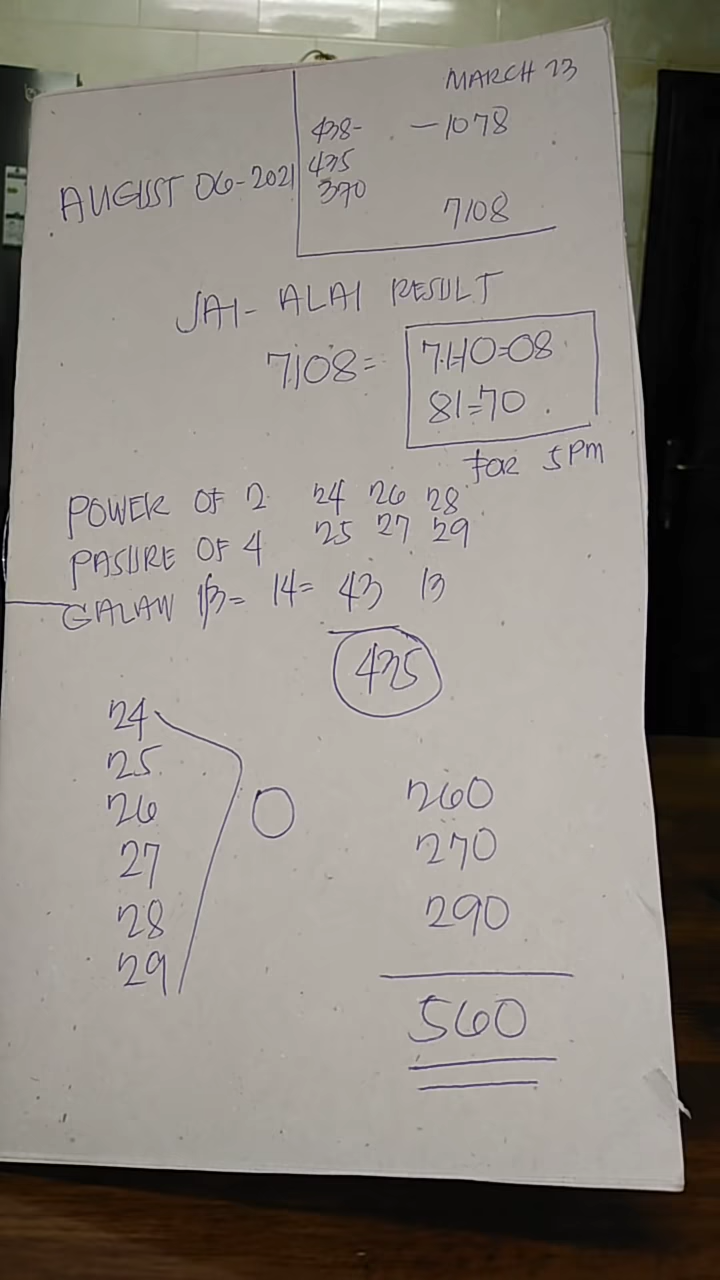 MARCH 23
438- -1078
425
AUGUST 06-2021
390
7108
JAI-ALAI RESULT
7108= 7.1-10=08
81=70.
for 5pm
POWER OF 2 24 26 28
PASURE OF 4 25 27 29
GALAW 13= 14= 43 13
425
24
25
26
27
28
29
0
260
270
290
560